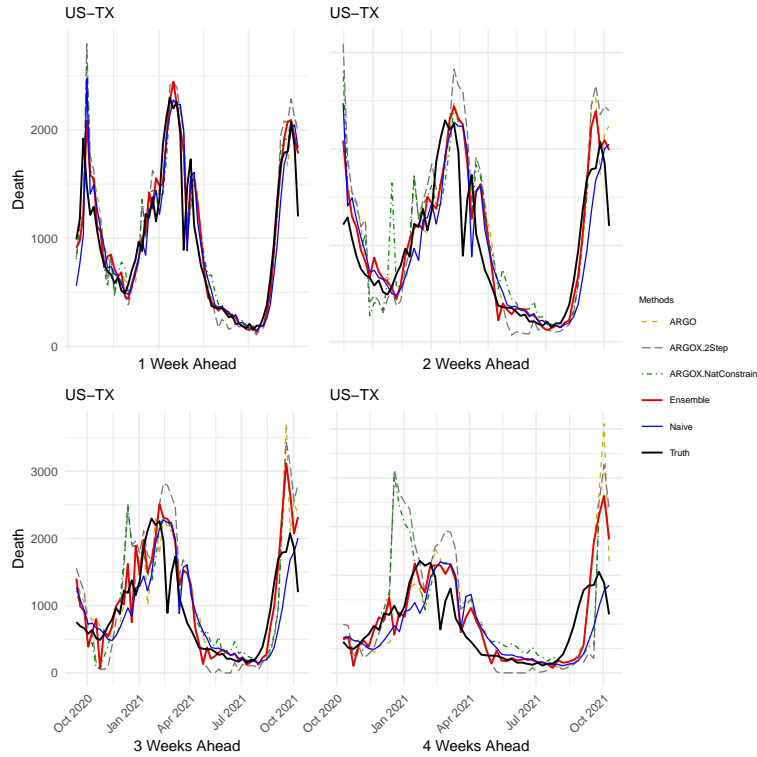 US−TX
US−TX
Death
2000
1000
0
1 Week Ahead
2 Weeks Ahead
US−TX
US−TX
Death
3000
2000
1000
0
Oct 2020
Jan 2021
Apr 2021
Jul 2021
Oct 2021
Oct 2020
Jan 2021
Apr 2021
Jul 2021
Oct 2021
3 Weeks Ahead
4 Weeks Ahead
Methods
ARGO
ARGOX.2Step
ARGOX.NatConstrain
Ensemble
Naive
Truth